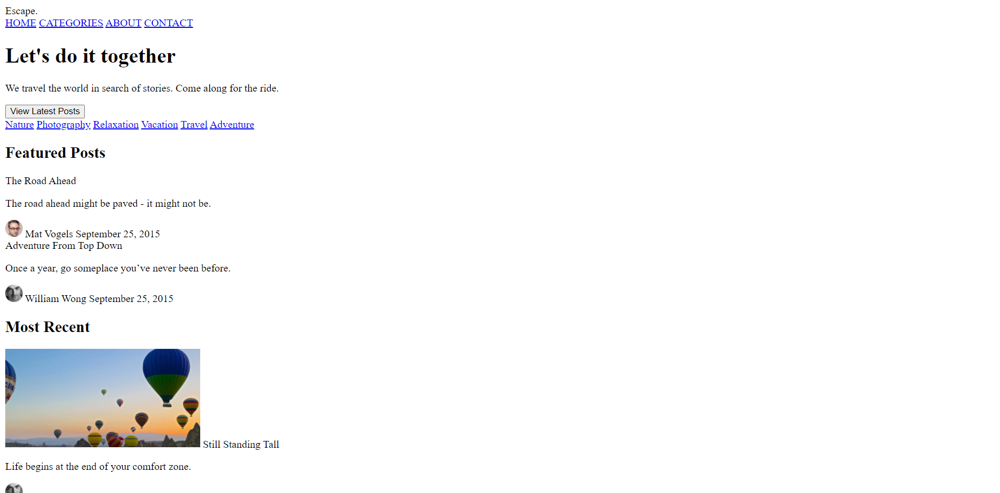 Escape.
HOME CATEGORIES ABOUT CONTACT
Let's do it together
We travel the world in search of stories. Come along for the ride.
View Latest Posts
Nature Photography Relaxation Vacation Travel Adventure
Featured Posts
The Road Ahead
The road ahead might be paved - it might not be.
Mat Vogels September 25, 2015
Adventure From Top Down
Once a year, go someplace you’ve never been before.
William Wong September 25, 2015
Most Recent
Still Standing Tall
Life begins at the end of your comfort zone.